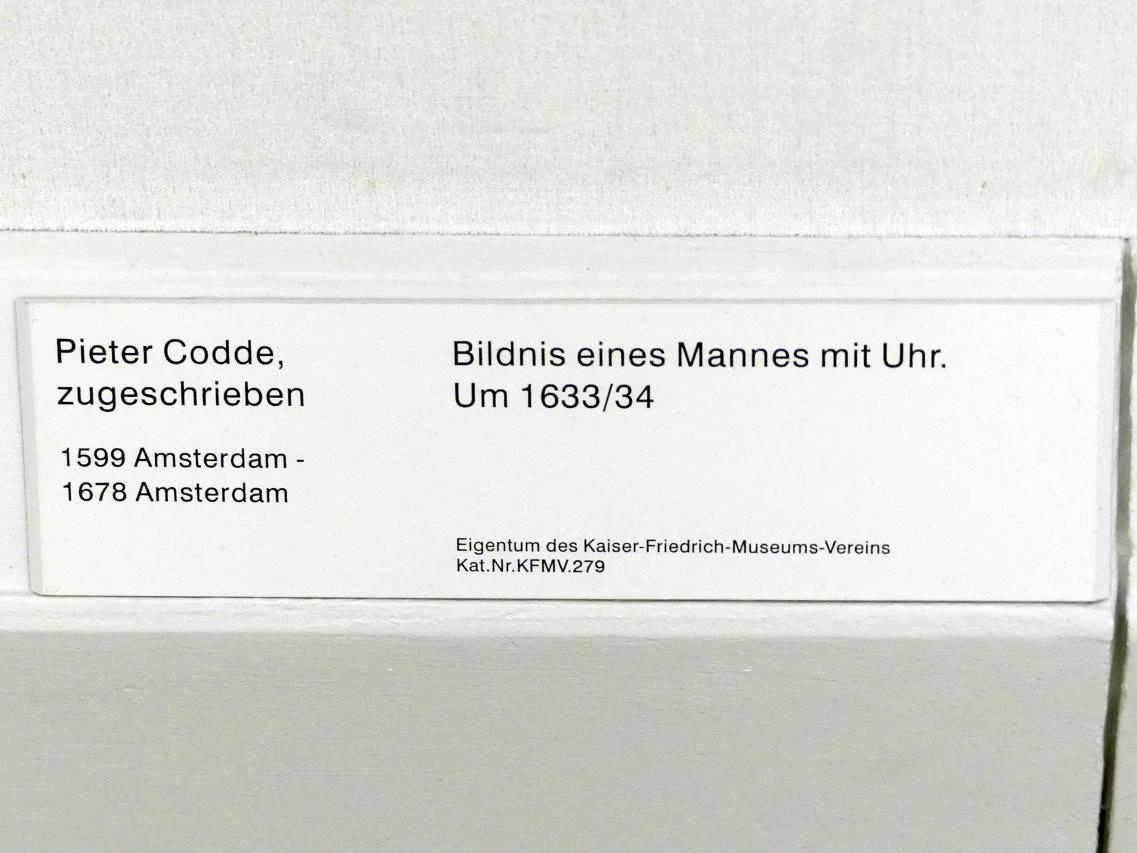 Pieter Codde,
zugeschrieben
1599 Amsterdam -
1678 Amsterdam
Bildnis eines Mannes mit Uhr.
Um 1633/34
Eigentum des Kaiser-Friedrich-Museums-Vereins
Kat.Nr.KFMV.279